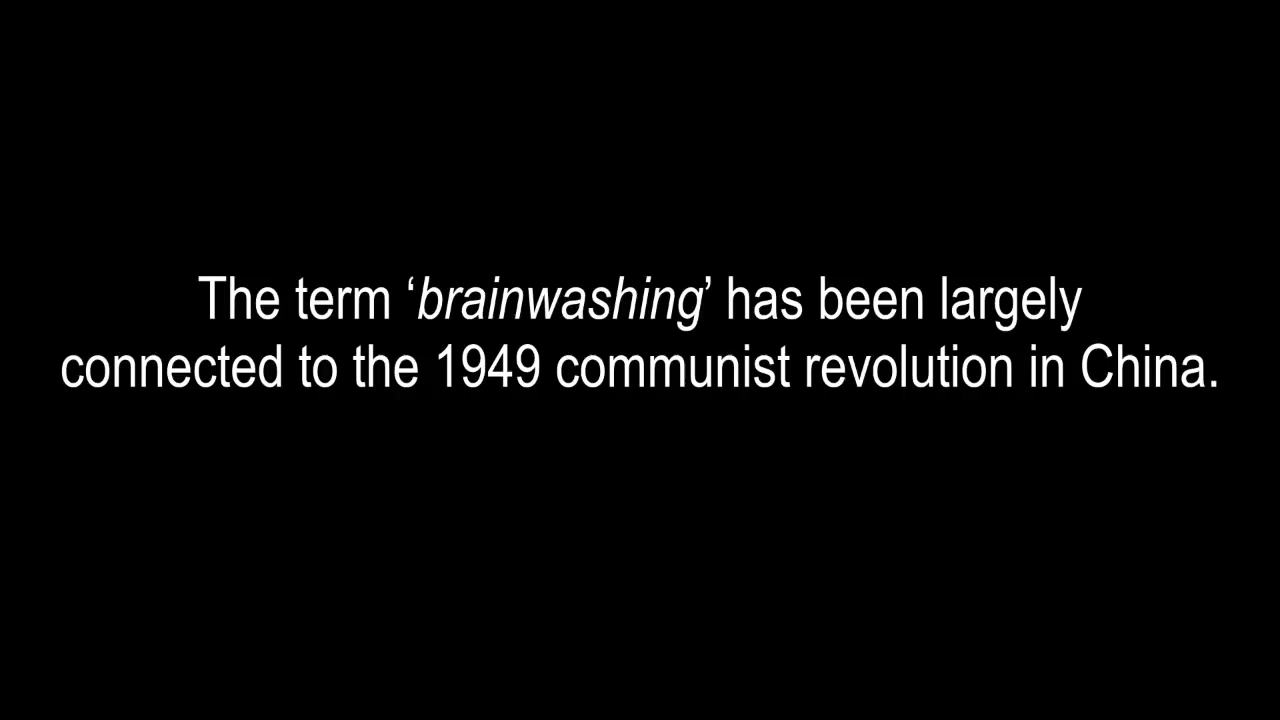 The term ‘brainwashing’ has been largely
connected to the 1949 communist revolution in China.